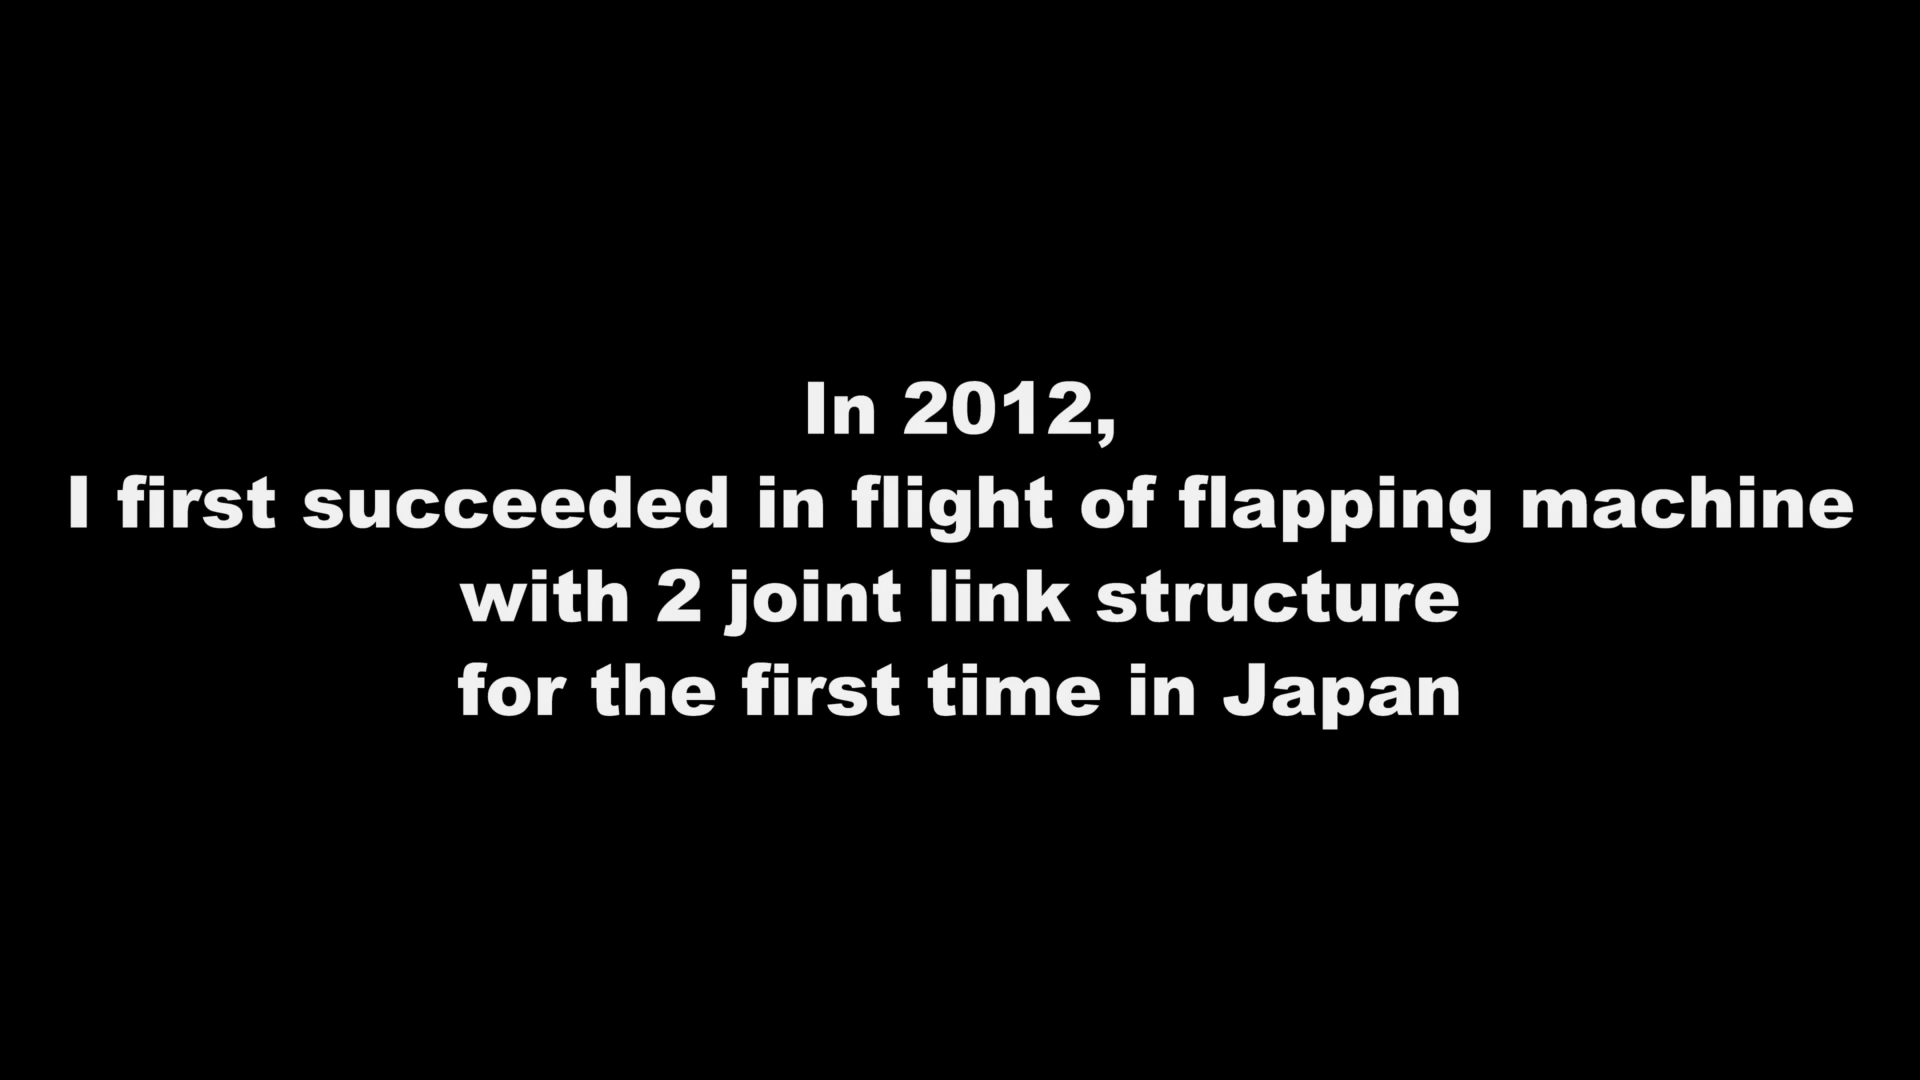 In 2012,
I first succeeded in flight of flapping machine
with 2 joint link structure
for the first time in Japan